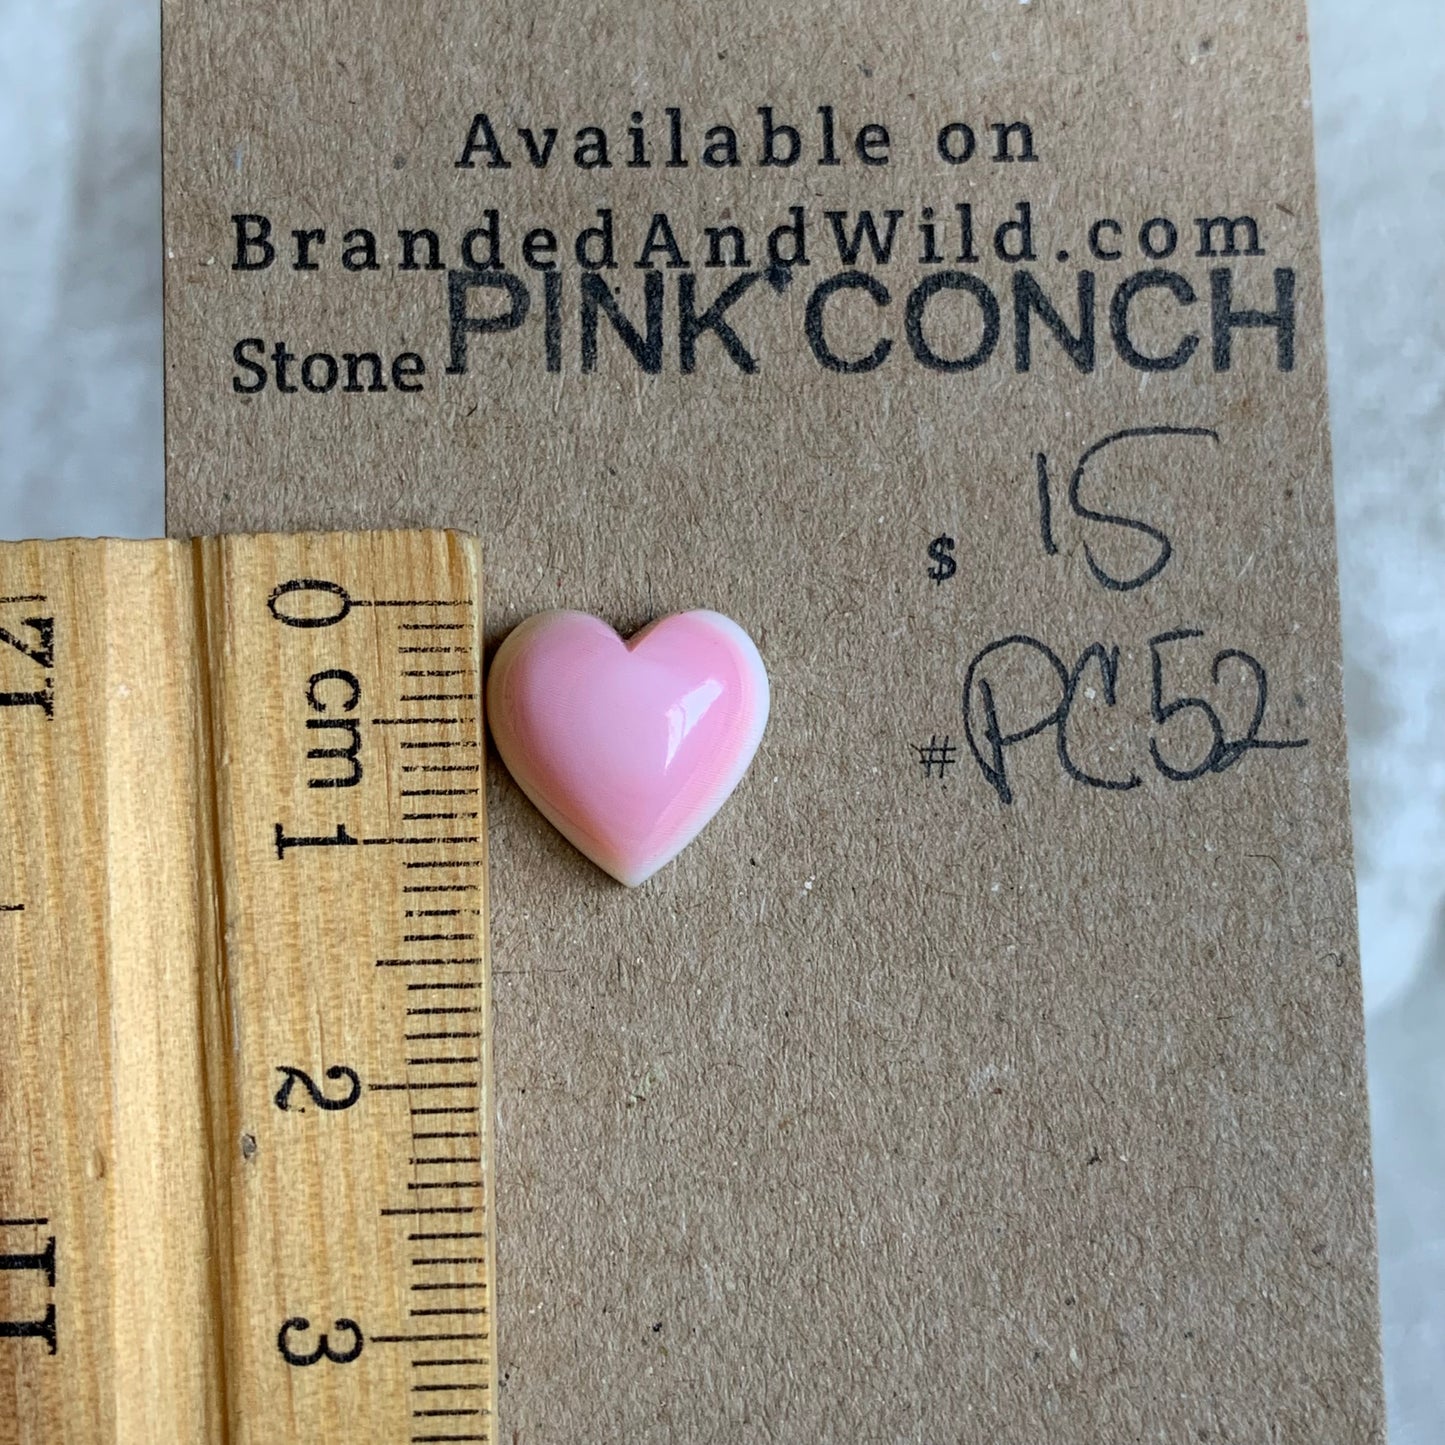 Available on
BrandedAndWild.com
Stone PINK CONCH
$ 15
# PC52
0 cm 1 2 3